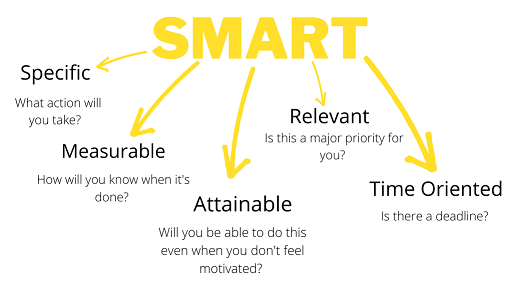 SMART
Specific
What action will
you take?
Measurable
How will you know when it's
done?
Attainable
Will you be able to do this
even when you don't feel
motivated?
Relevant
Is this a major priority for
you?
Time Oriented
Is there a deadline?